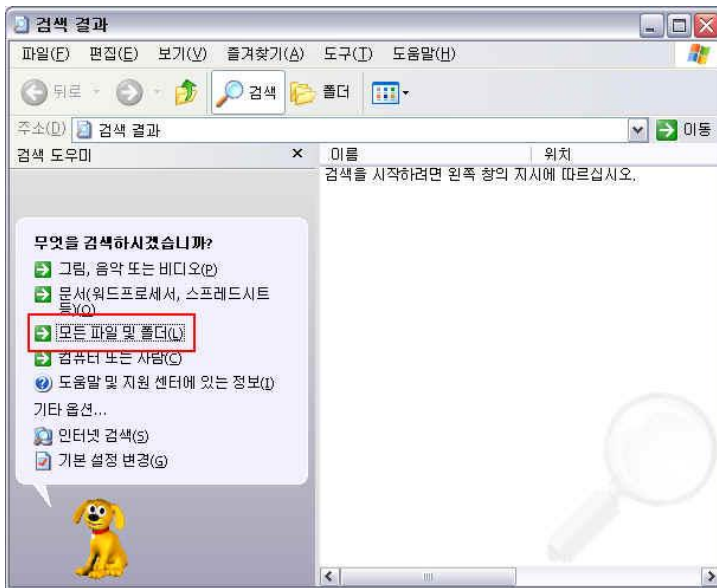 검색 결과
파일(F) 편집(E) 보기(V) 즐겨찾기(A) 도구(T) 도움말(H)
뒤로 검색 폴더
주소(D) 검색 결과 이동
검색 도우미 x
이름 위치
검색을 시작하려면 왼쪽 창의 지시에 따르십시오.
무엇을 검색하시겠습니까?
그림, 음악 또는 비디오(P)
문서(워드프로세서, 스프레드시트
등)(O)
모든 파일 및 폴더(L)
컴퓨터 또는 사람(C)
도움말 및 지원 센터에 있는 정보(I)
기타 옵션...
인터넷 검색(S)
기본 설정 변경(G)